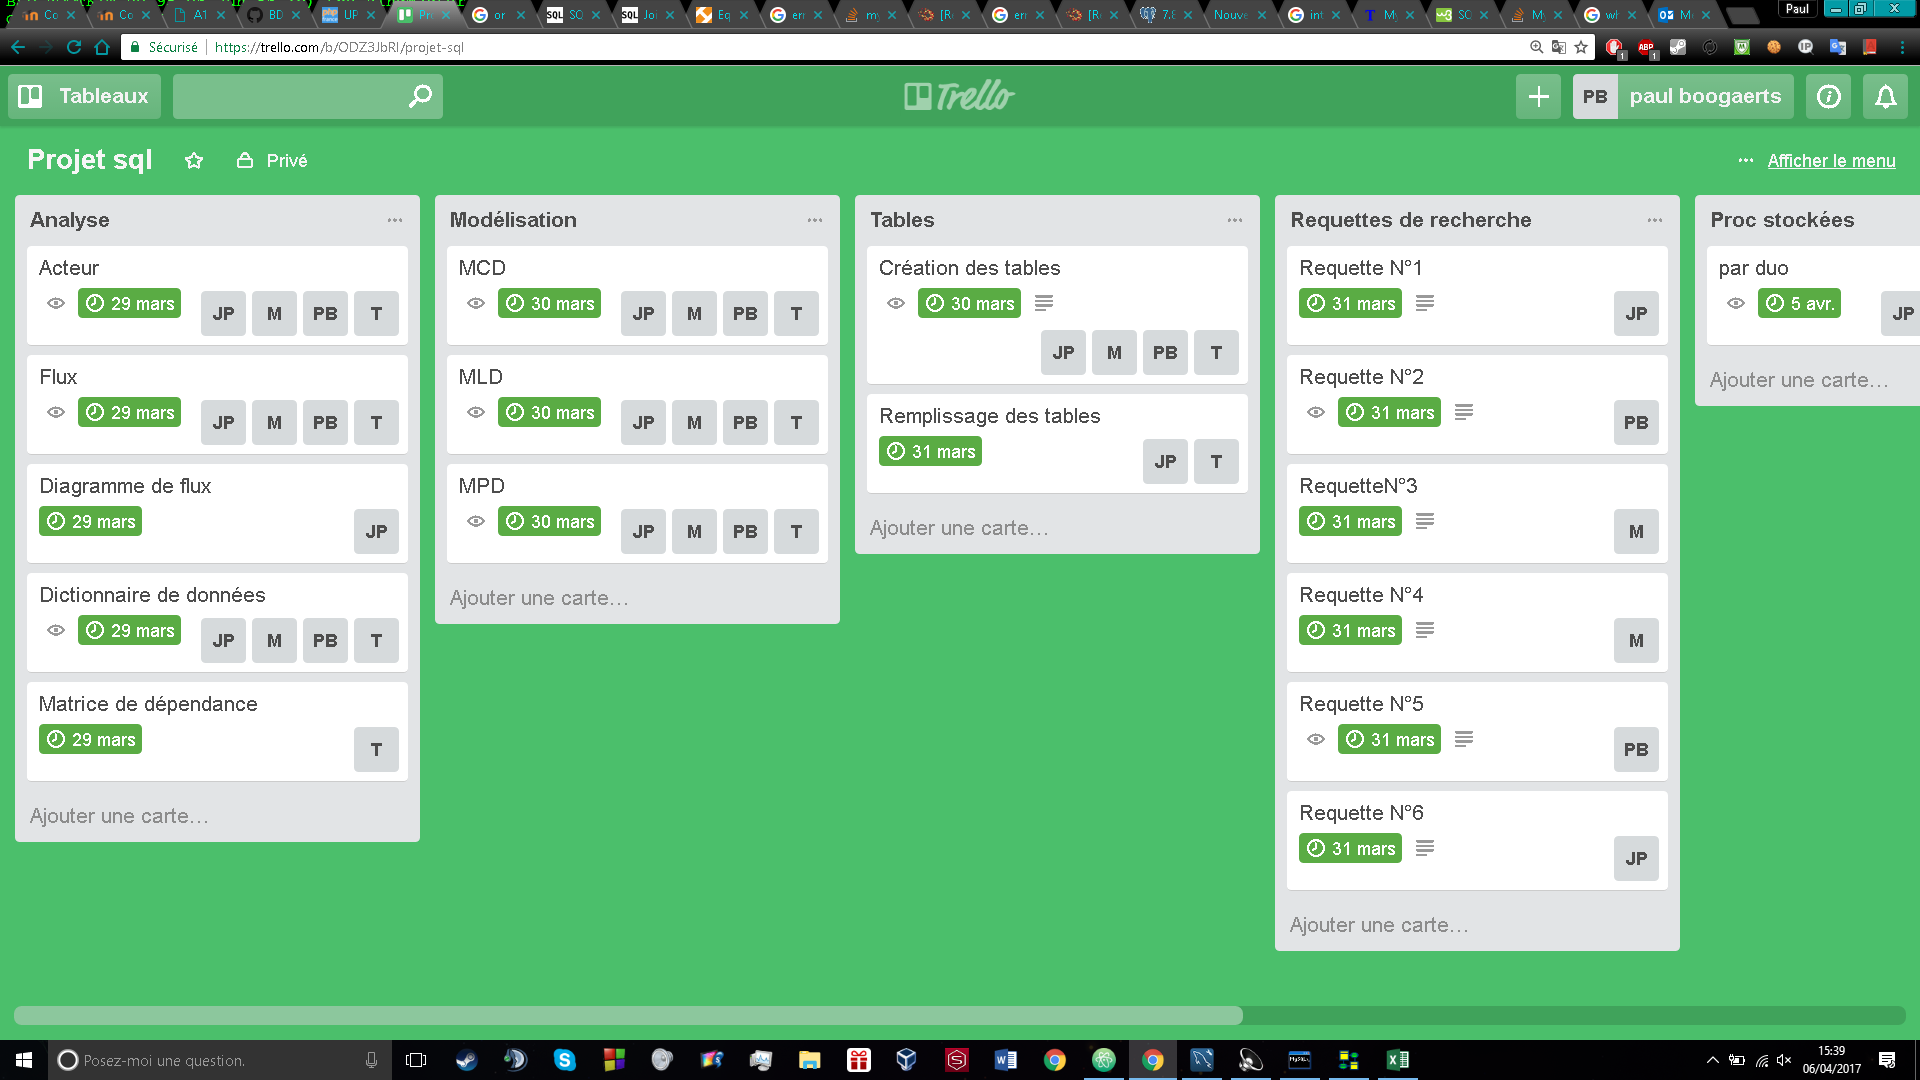 Paul
Sécurisé
https://trello.com/b/ODZ3JbRI/projet-sql
Tableaux
Trello
PB paul boogaerts
Projet sql
Privé
Afficher le menu
Analyse
Acteur
29 mars
JP M PB T
Flux
29 mars
JP M PB T
Diagramme de flux
29 mars
JP
Dictionnaire de données
29 mars
JP M PB T
Matrice de dépendance
29 mars
T
Ajouter une carte…
Modélisation
MCD
30 mars
JP M PB T
MLD
30 mars
JP M PB T
MPD
30 mars
JP M PB T
Ajouter une carte…
Tables
Création des tables
30 mars
JP M PB T
Remplissage des tables
31 mars
JP T
Ajouter une carte…
Requettes de recherche
Requette N°1
31 mars
JP
Requette N°2
31 mars
PB
RequetteN°3
31 mars
M
Requette N°4
31 mars
M
Requette N°5
31 mars
PB
Requette N°6
31 mars
JP
Ajouter une carte…
Proc stockées
par duo
5 avr.
JP
Ajouter une carte…
Posez-moi une question.
15:39
06/04/2017